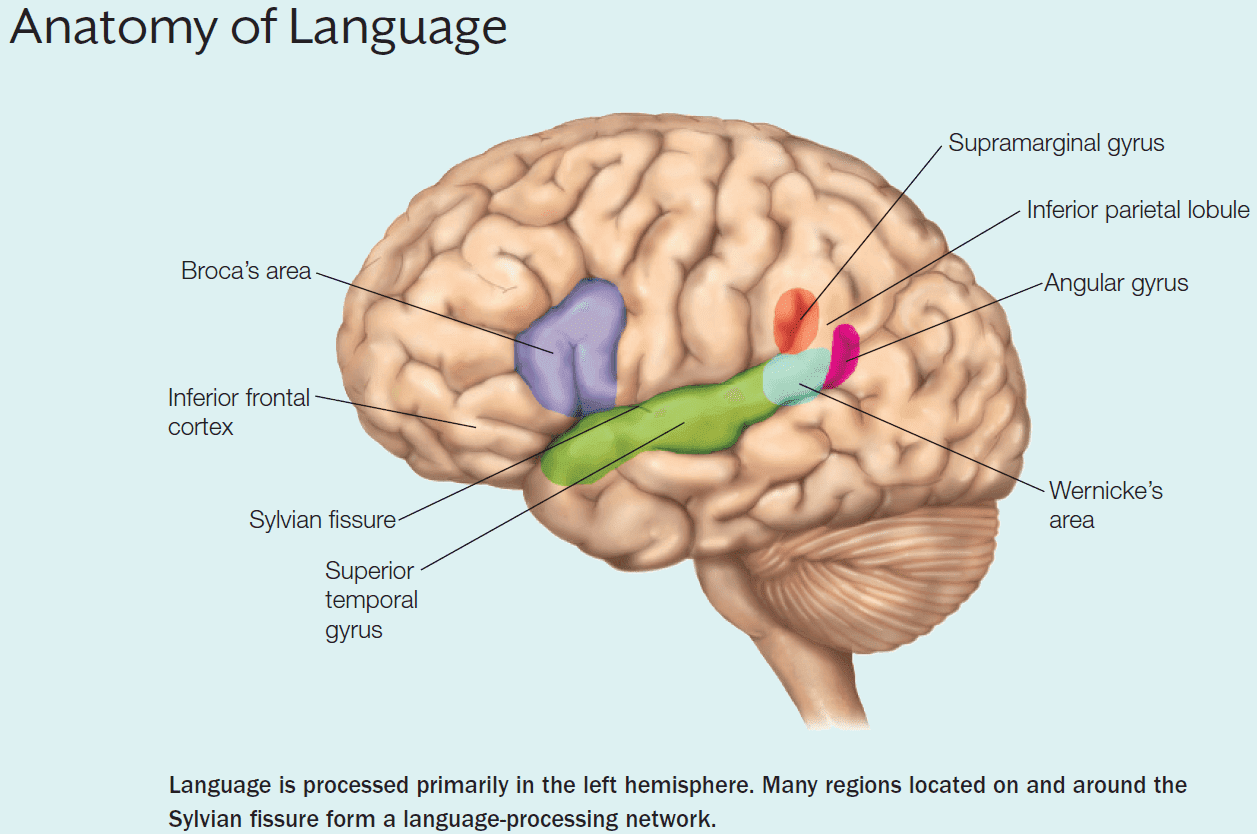 Anatomy of Language
Supramarginal gyrus
Inferior parietal lobule
Broca’s area
Angular gyrus
Inferior frontal
cortex
Wernicke’s
area
Sylvian fissure
Superior
temporal
gyrus
Language is processed primarily in the left hemisphere. Many regions located on and around the
Sylvian fissure form a language-processing network.